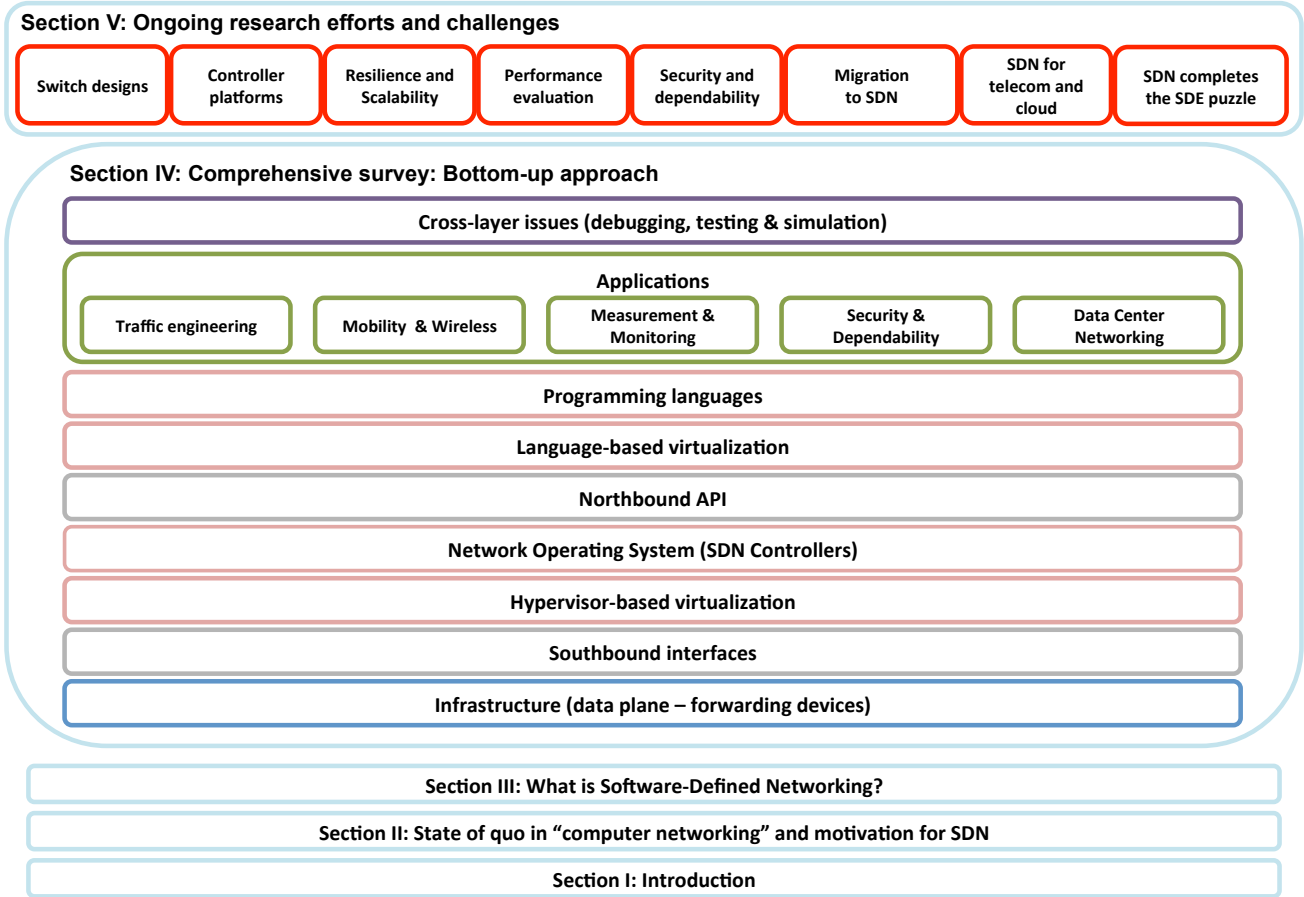 Section V: Ongoing research efforts and challenges
Switch designs
Controller
platforms
Resilience and
Scalability
Performance
evaluation
Security and
dependability
Migration
to SDN
SDN for
telecom and
cloud
SDN completes
the SDE puzzle
Section IV: Comprehensive survey: Bottom-up approach
Cross-layer issues (debugging, testing & simulation)
Applications
Traffic engineering
Mobility & Wireless
Measurement &
Monitoring
Security &
Dependability
Data Center
Networking
Programming languages
Language-based virtualization
Northbound API
Network Operating System (SDN Controllers)
Hypervisor-based virtualization
Southbound interfaces
Infrastructure (data plane – forwarding devices)
Section III: What is Software-Defined Networking?
Section II: State of quo in “computer networking” and motivation for SDN
Section I: Introduction